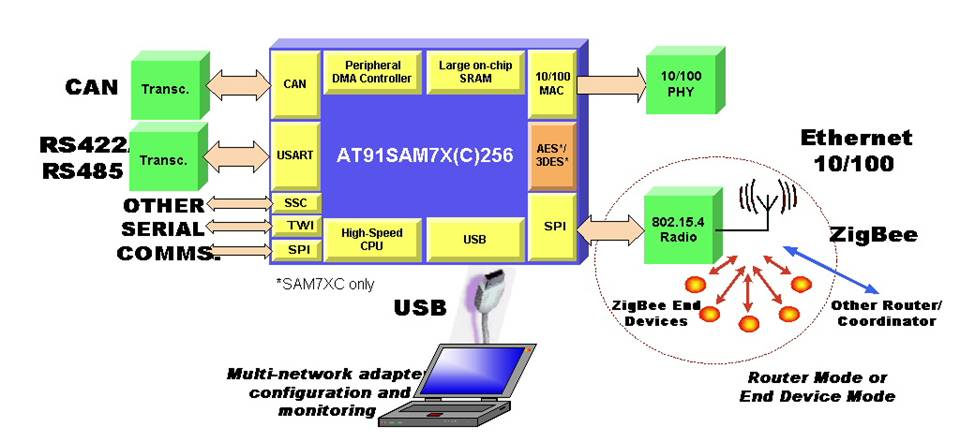 CAN
Transc.
CAN
Peripheral
DMA Controller
Large on-chip
SRAM
10/100
MAC
10/100
PHY
RS422/
RS485
Transc.
USART
AT91SAM7X(C)256
AES*/
3DES*
Ethernet
10/100
OTHER
SERIAL
COMMS.
SSC
TWI
SPI
High-Speed
CPU
USB
SPI
802.15.4
Radio
ZigBee
*SAM7XC only
USB
ZigBee End
Devices
Other Router/
Coordinator
Multi-network adapter
configuration and
monitoring
Router Mode or
End Device Mode